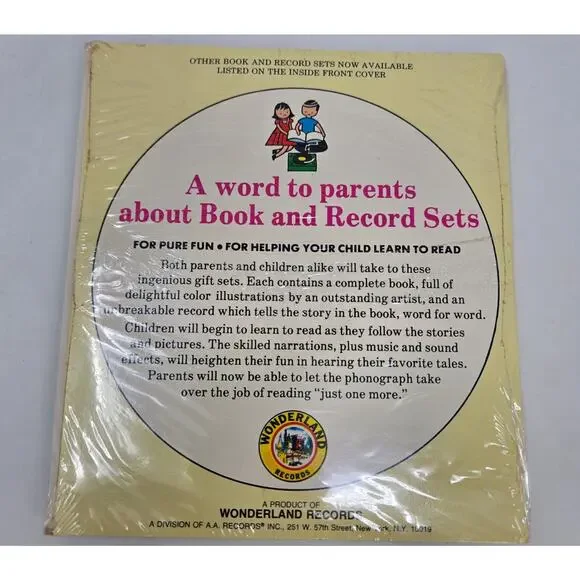 OTHER BOOK AND RECORD SETS NOW AVAILABLE
LISTED ON THE INSIDE FRONT COVER
A word to parents
about Book and Record Sets
FOR PURE FUN • FOR HELPING YOUR CHILD LEARN TO READ
Both parents and children alike will take to these
ingenious gift sets. Each contains a complete book, full of
delightful color illustrations by an outstanding artist, and an
unbreakable record which tells the story in the book, word for word.
Children will begin to learn to read as they follow the stories
and pictures. The skilled narrations, plus music and sound
effects, will heighten their fun in hearing their favorite tales.
Parents will now be able to let the phonograph take
over the job of reading "just one more."
WONDERLAND
RECORDS
A PRODUCT OF
WONDERLAND RECORDS
A DIVISION OF A.A. RECORDS® INC., 251 W. 57th Street, New York, N.Y. 10019